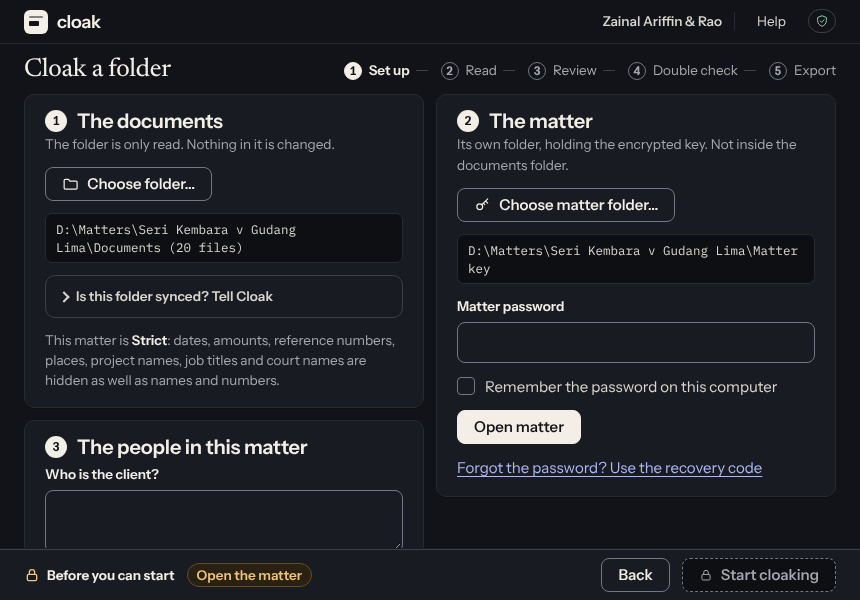 cloak
Zainal Ariffin & Rao
Help
Cloak a folder
1 Set up
2 Read
3 Review
4 Double check
5 Export
1 The documents
The folder is only read. Nothing in it is changed.
Choose folder...
D:\Matters\Seri Kembara v Gudang
Lima\Documents (20 files)
Is this folder synced? Tell Cloak
This matter is Strict: dates, amounts, reference numbers,
places, project names, job titles and court names are
hidden as well as names and numbers.
2 The matter
Its own folder, holding the encrypted key. Not inside the
documents folder.
Choose matter folder...
D:\Matters\Seri Kembara v Gudang Lima\Matter
key
Matter password
Remember the password on this computer
Open matter
Forgot the password? Use the recovery code
3 The people in this matter
Who is the client?
Before you can start
Open the matter
Back
Start cloaking